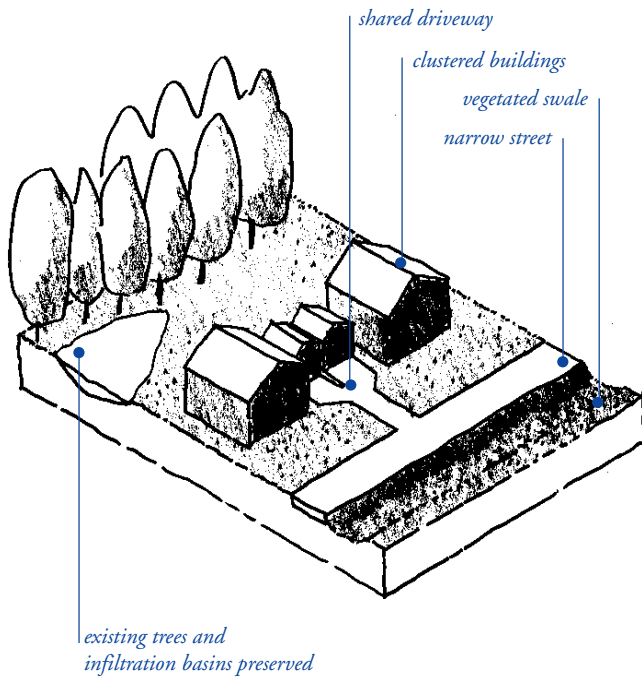 shared driveway
clustered buildings
vegetated swale
narrow street
existing trees and
infiltration basins preserved